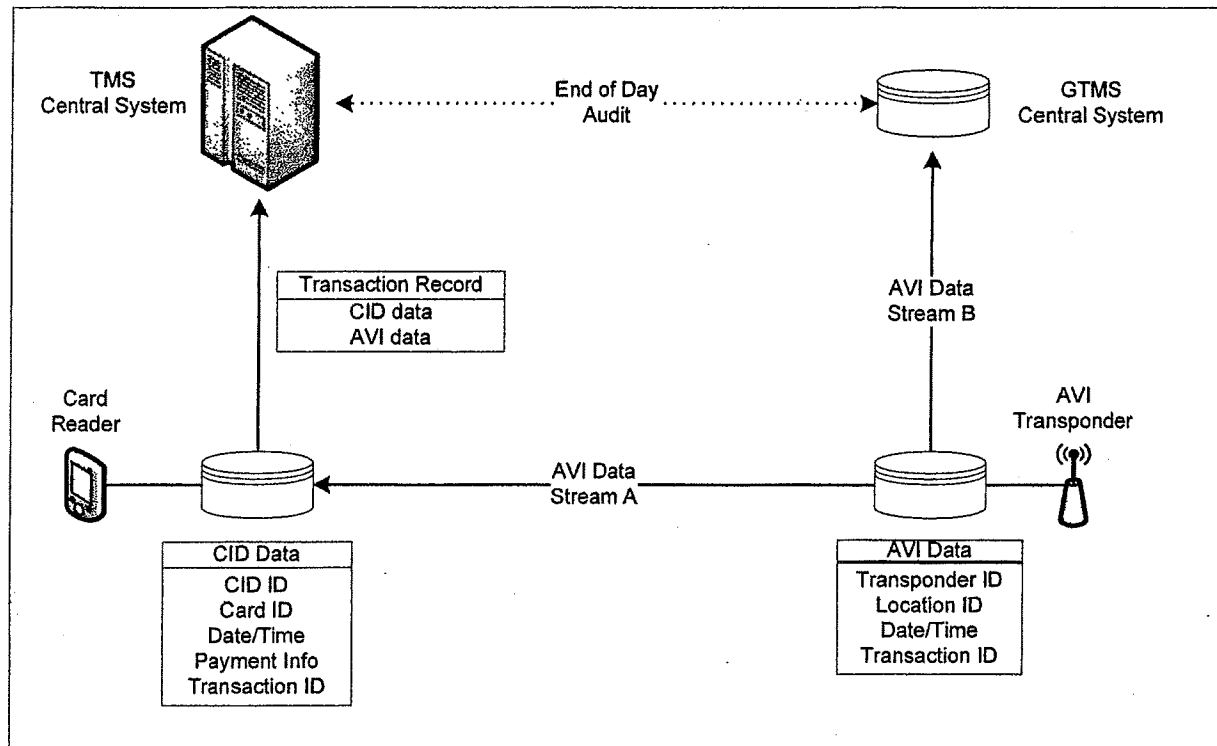 TMS
Central System
End of Day
Audit
GTMS
Central System
Transaction Record
CID data
AVI data
AVI Data
Stream B
Card
Reader
AVI
Transponder
AVI Data
Stream A
CID Data
CID ID
Card ID
Date/Time
Payment Info
Transaction ID
AVI Data
Transponder ID
Location ID
Date/Time
Transaction ID